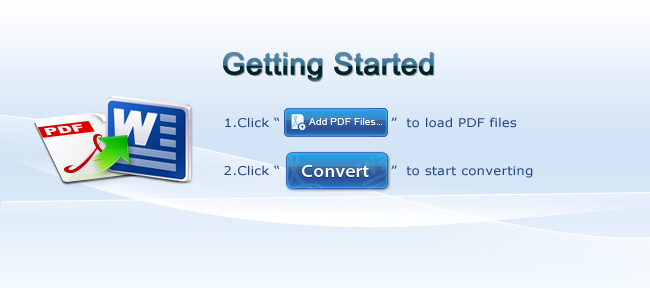 Getting Started
PDF
W
1.Click “ Add PDF Files... ” to load PDF files
2.Click “ Convert ” to start converting